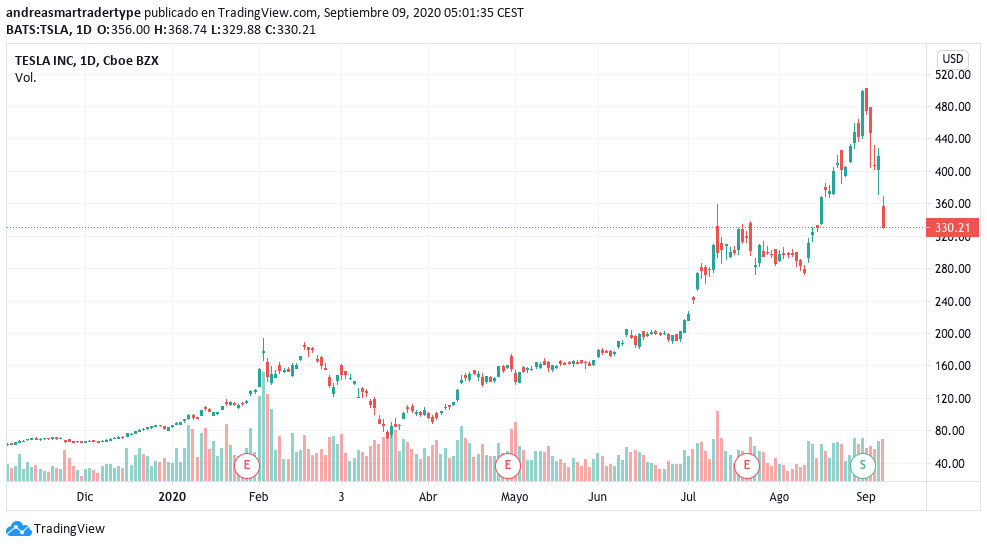 andreasmartradertype publicado en TradingView.com, Septiembre 09, 2020 05:01:35 CEST
BATS:TSLA, 1D O:356.00 H:368.74 L:329.88 C:330.21
TESLA INC, 1D, Cboe BZX
Vol.
USD
520.00
480.00
440.00
400.00
360.00
330.21
320.00
280.00
240.00
200.00
160.00
120.00
80.00
40.00
E E E S
Dic 2020 Feb 3 Abr Mayo Jun Jul Ago Sep
TradingView